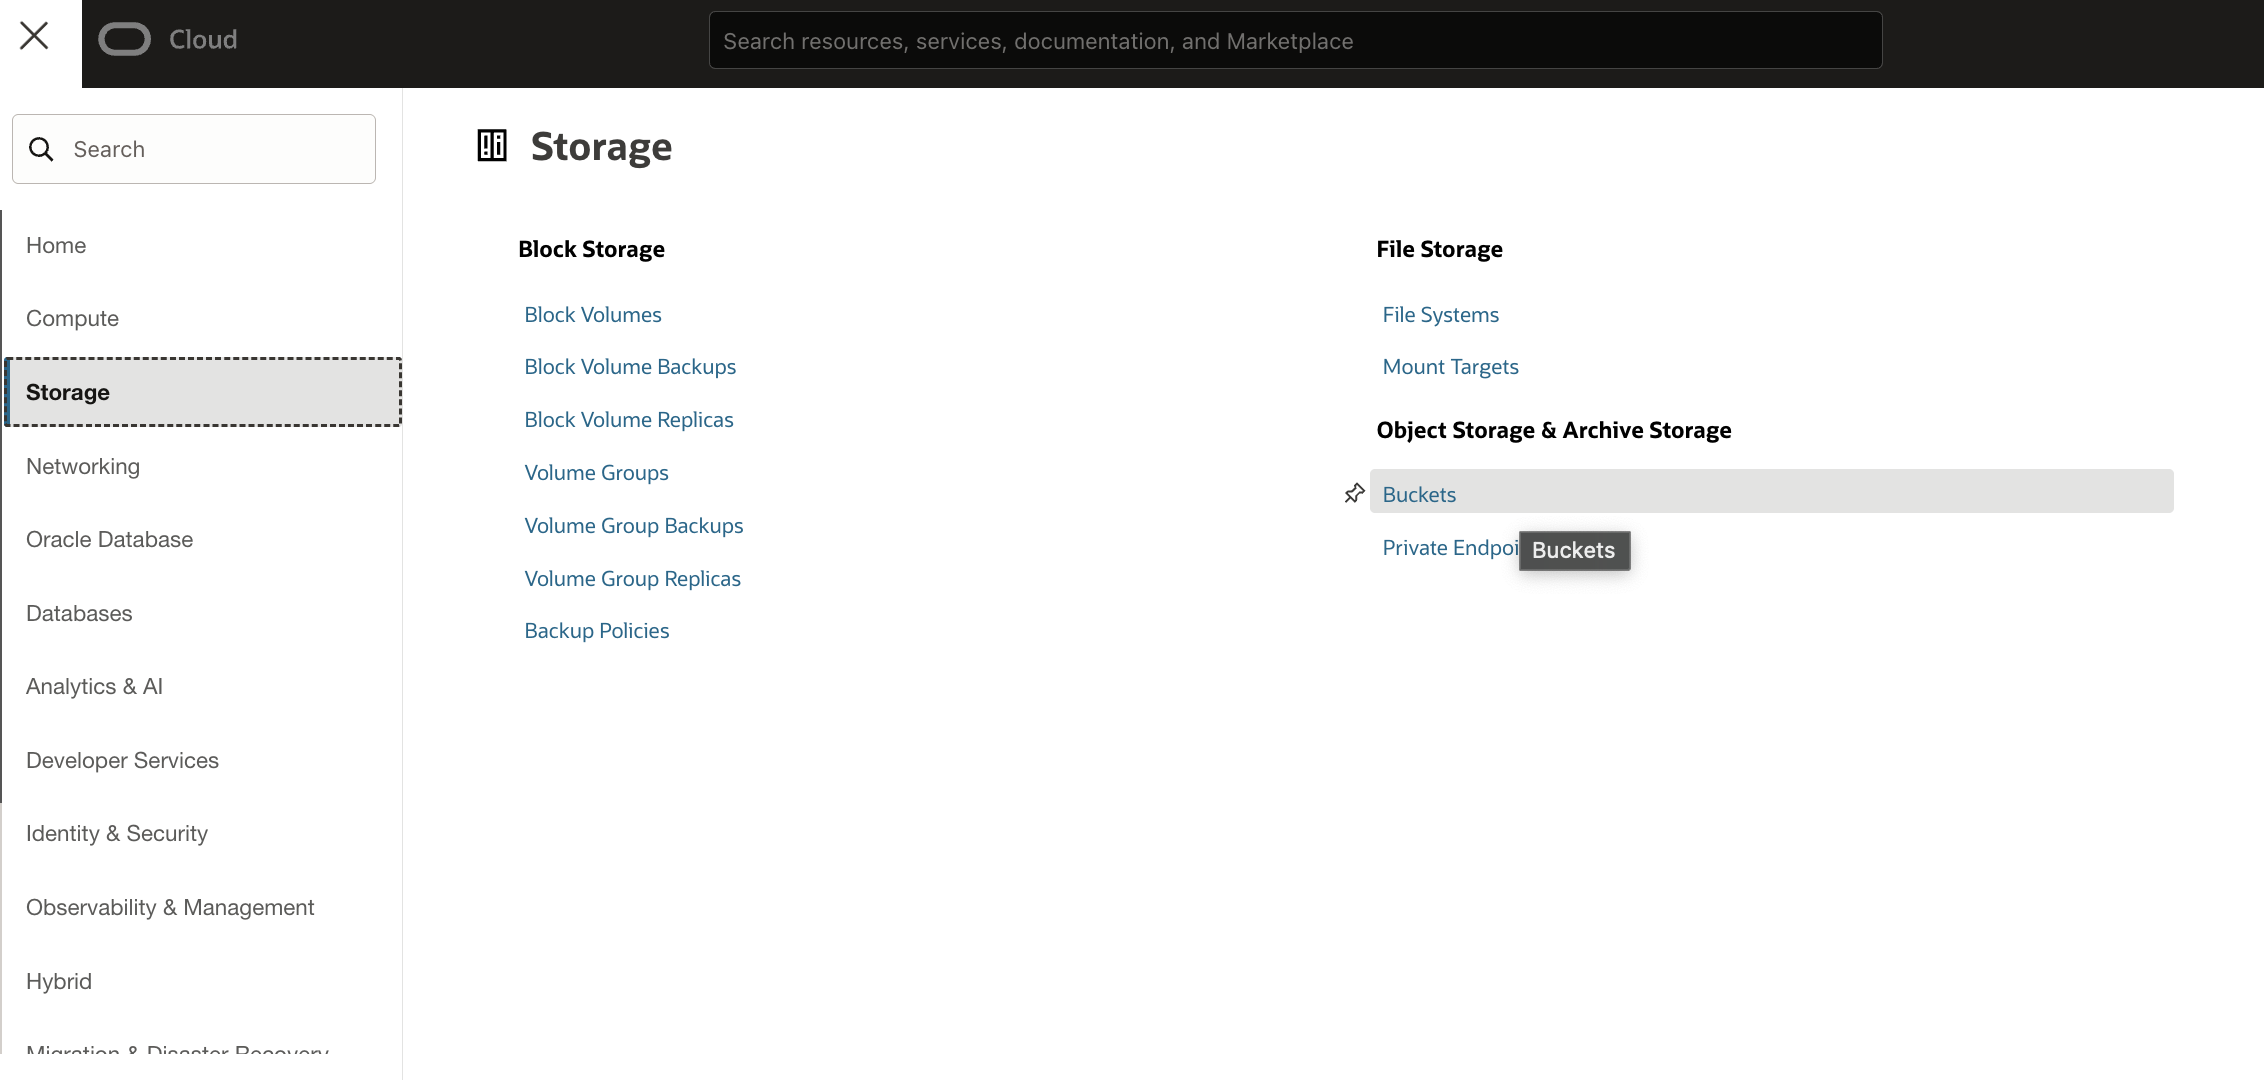 Cloud
Search resources, services, documentation, and Marketplace
Search
Home
Compute
Storage
Networking
Oracle Database
Databases
Analytics & AI
Developer Services
Identity & Security
Observability & Management
Hybrid
Migration & Disaster Recovery
Storage
Block Storage
Block Volumes
Block Volume Backups
Block Volume Replicas
Volume Groups
Volume Group Backups
Volume Group Replicas
Backup Policies
File Storage
File Systems
Mount Targets
Object Storage & Archive Storage
Buckets
Private Endpoi
Buckets